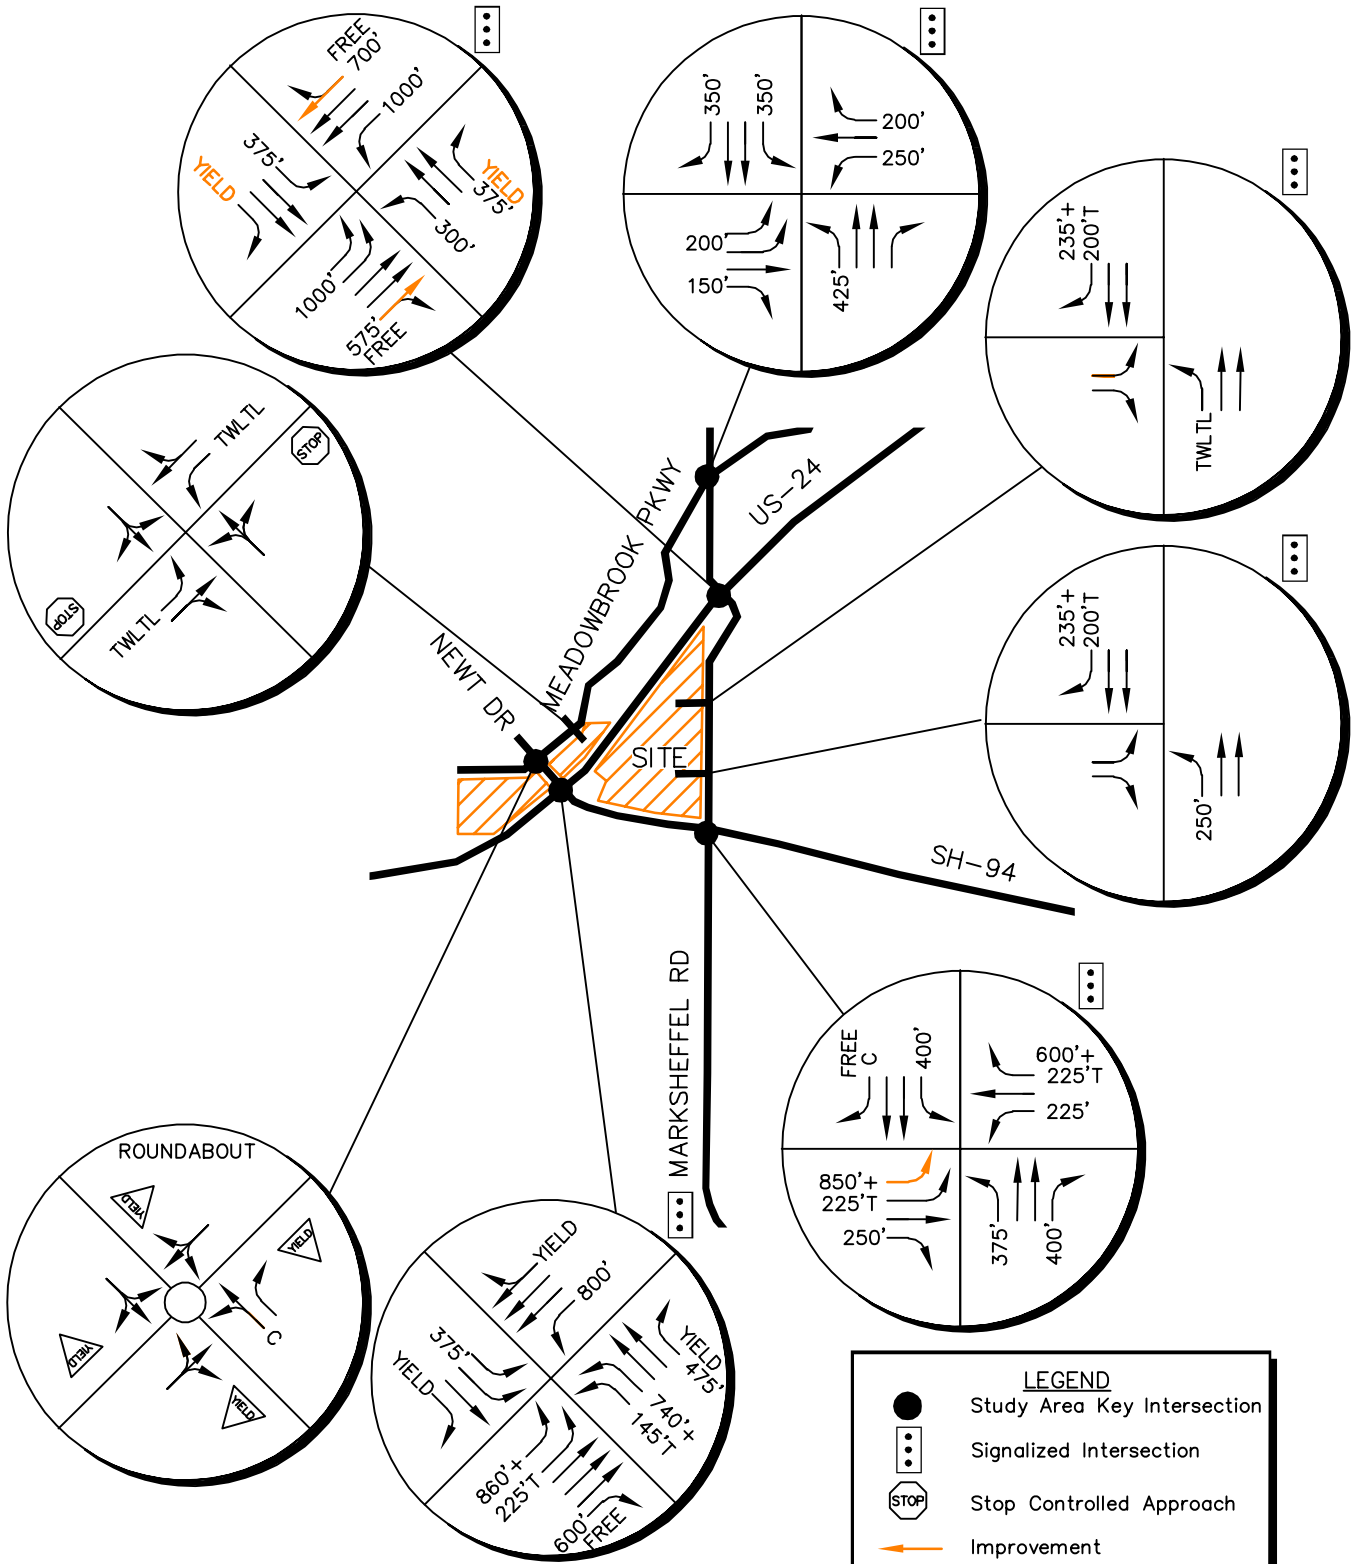 FREE
700'
1000'
375'
YIELD
YIELD
375'
300'
1000'
575'
FREE
350'
350'
200'
250'
200'
150'
425'
235'+
200'T
TWLTL
TWLTL
STOP
STOP
TWLTL
MEADOWBROOK PKWY
US-24
NEWT DR
SITE
235'+
200'T
250'
SH-94
MARKSHEFFEL RD
FREE
C
400'
600'+
225'T
225'
850'+
225'T
250'
375'
400'
ROUNDABOUT
YIELD
YIELD
YIELD
YIELD
C
YIELD
800'
375'
YIELD
YIELD
475'
740'+
145'T
860'+
225'T
600'
FREE
LEGEND
Study Area Key Intersection
Signalized Intersection
STOP Stop Controlled Approach
Improvement